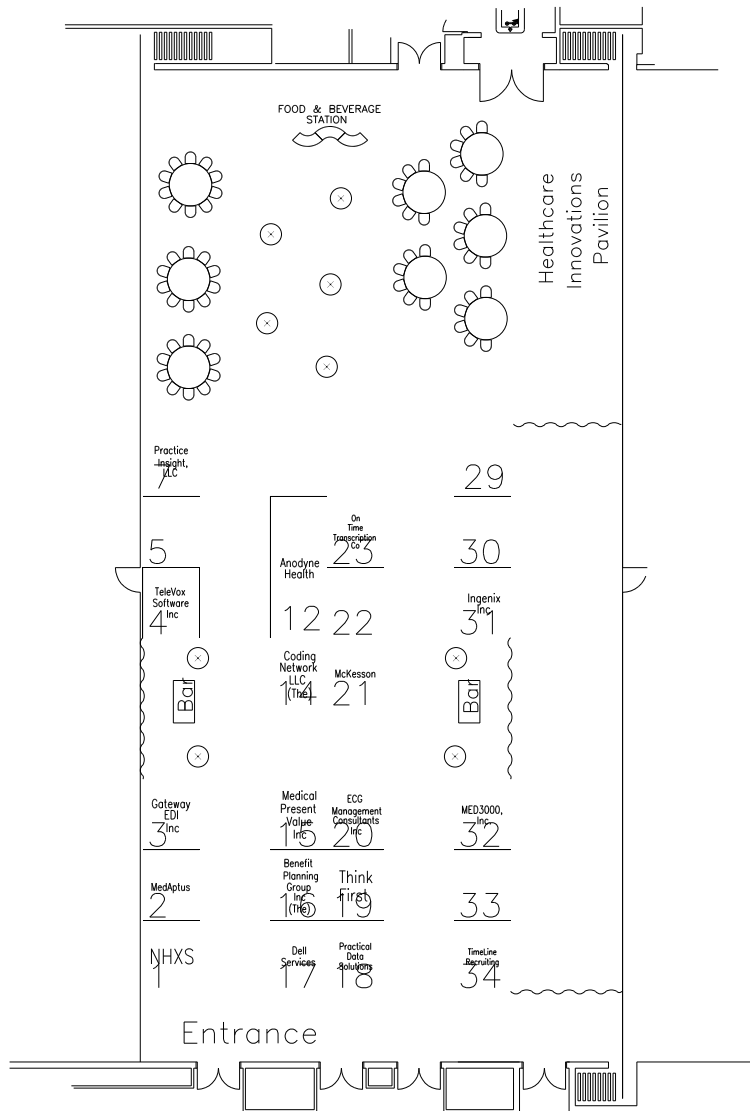 FOOD & BEVERAGE
STATION
Healthcare
Innovations
Pavilion
Practice
Insight,
LLC
7
29
5
On
Time
Transcription
Co
23
30
Anodyne
Health
12
22
TeleVox
Software
Inc
4
Ingenix
Inc
31
Coding
Network
LLC
(The)
14
McKesson
21
Bar
Bar
Gateway
EDI
Inc
3
Medical
Present
Value
Inc
15
ECG
Management
Consultants
Inc
20
MED3000,
Inc.
32
MedAptus
2
Benefit
Planning
Group
Inc
(The)
16
Think
First
19
33
NHXS
1
Dell
Services
17
Practical
Data
Solutions
18
TimeLine
Recruiting
34
Entrance